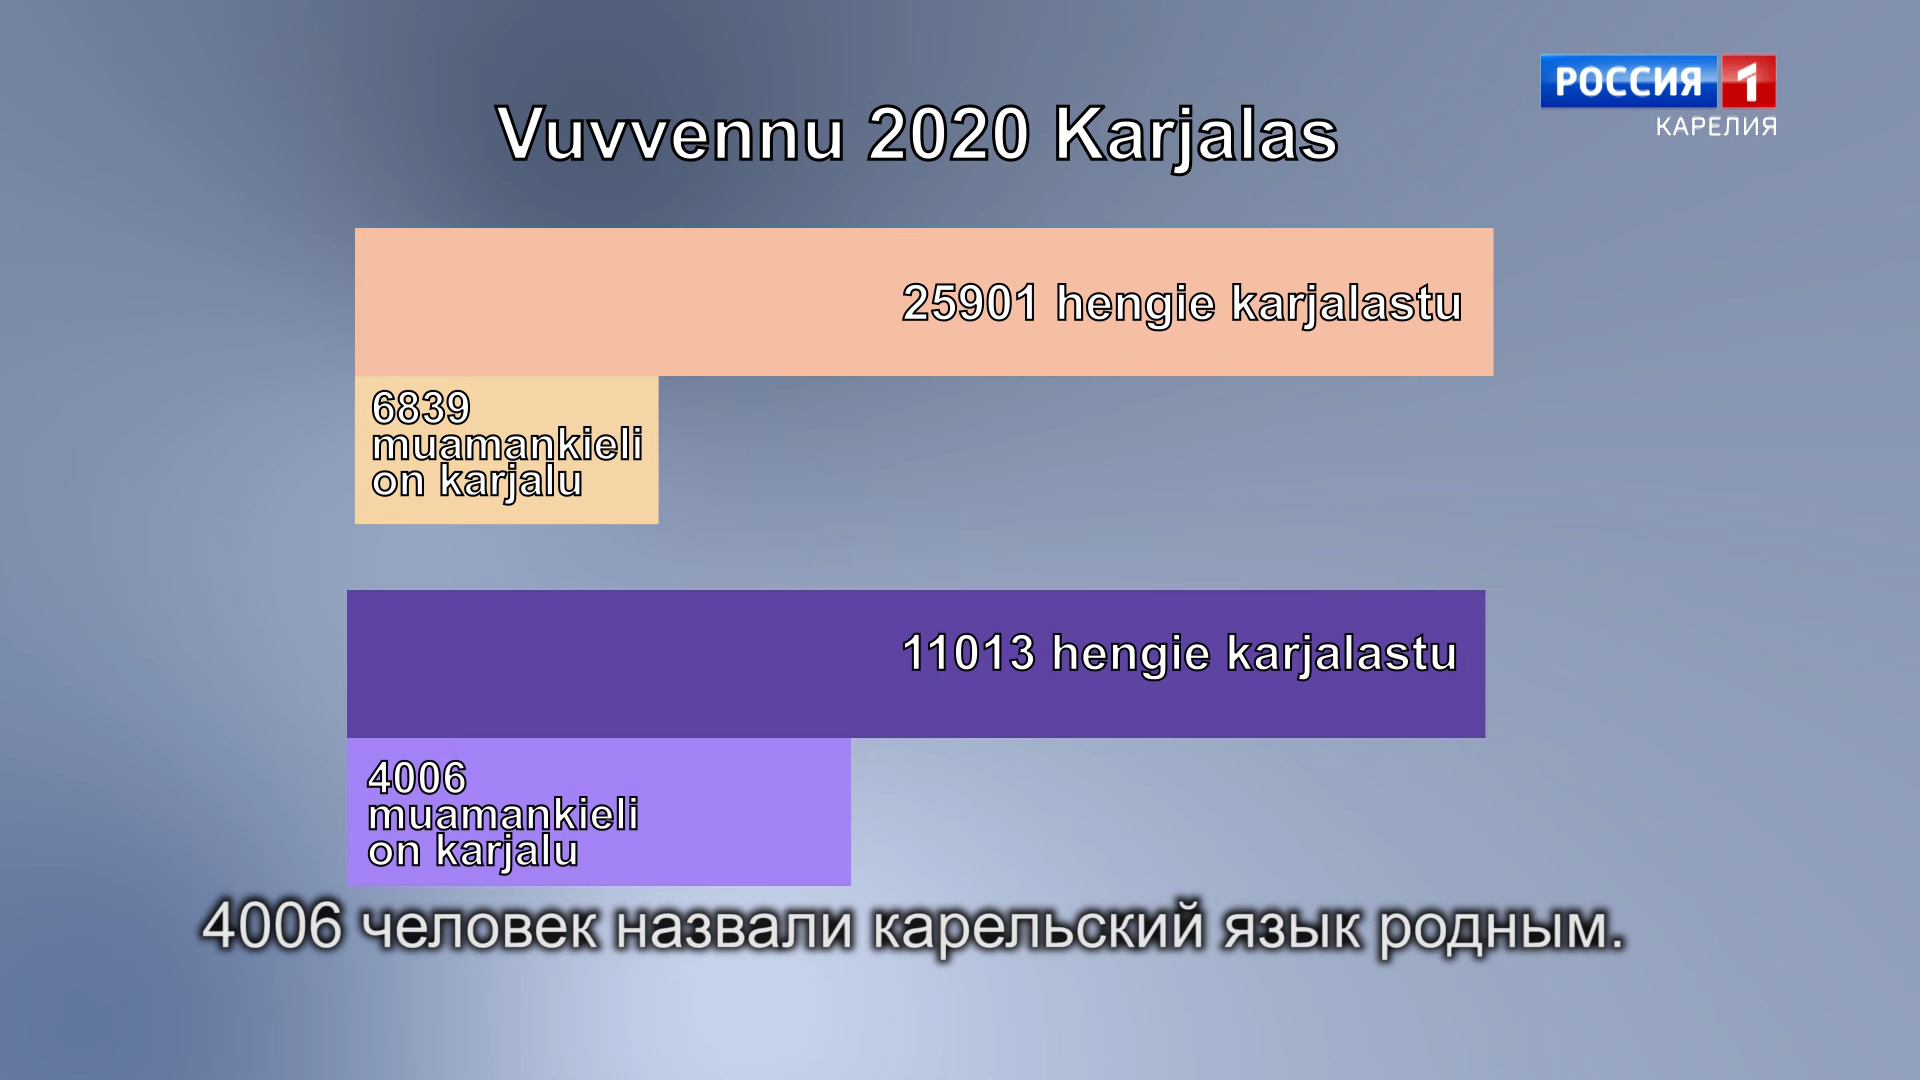 РОССИЯ 1
КАРЕЛИЯ
Vuvvennu 2020 Karjalas
25901 hengie karjalastu
6839
muamankieli
on karjalu
11013 hengie karjalastu
4006
muamankieli
on karjalu
4006 человек назвали карельский язык родным.